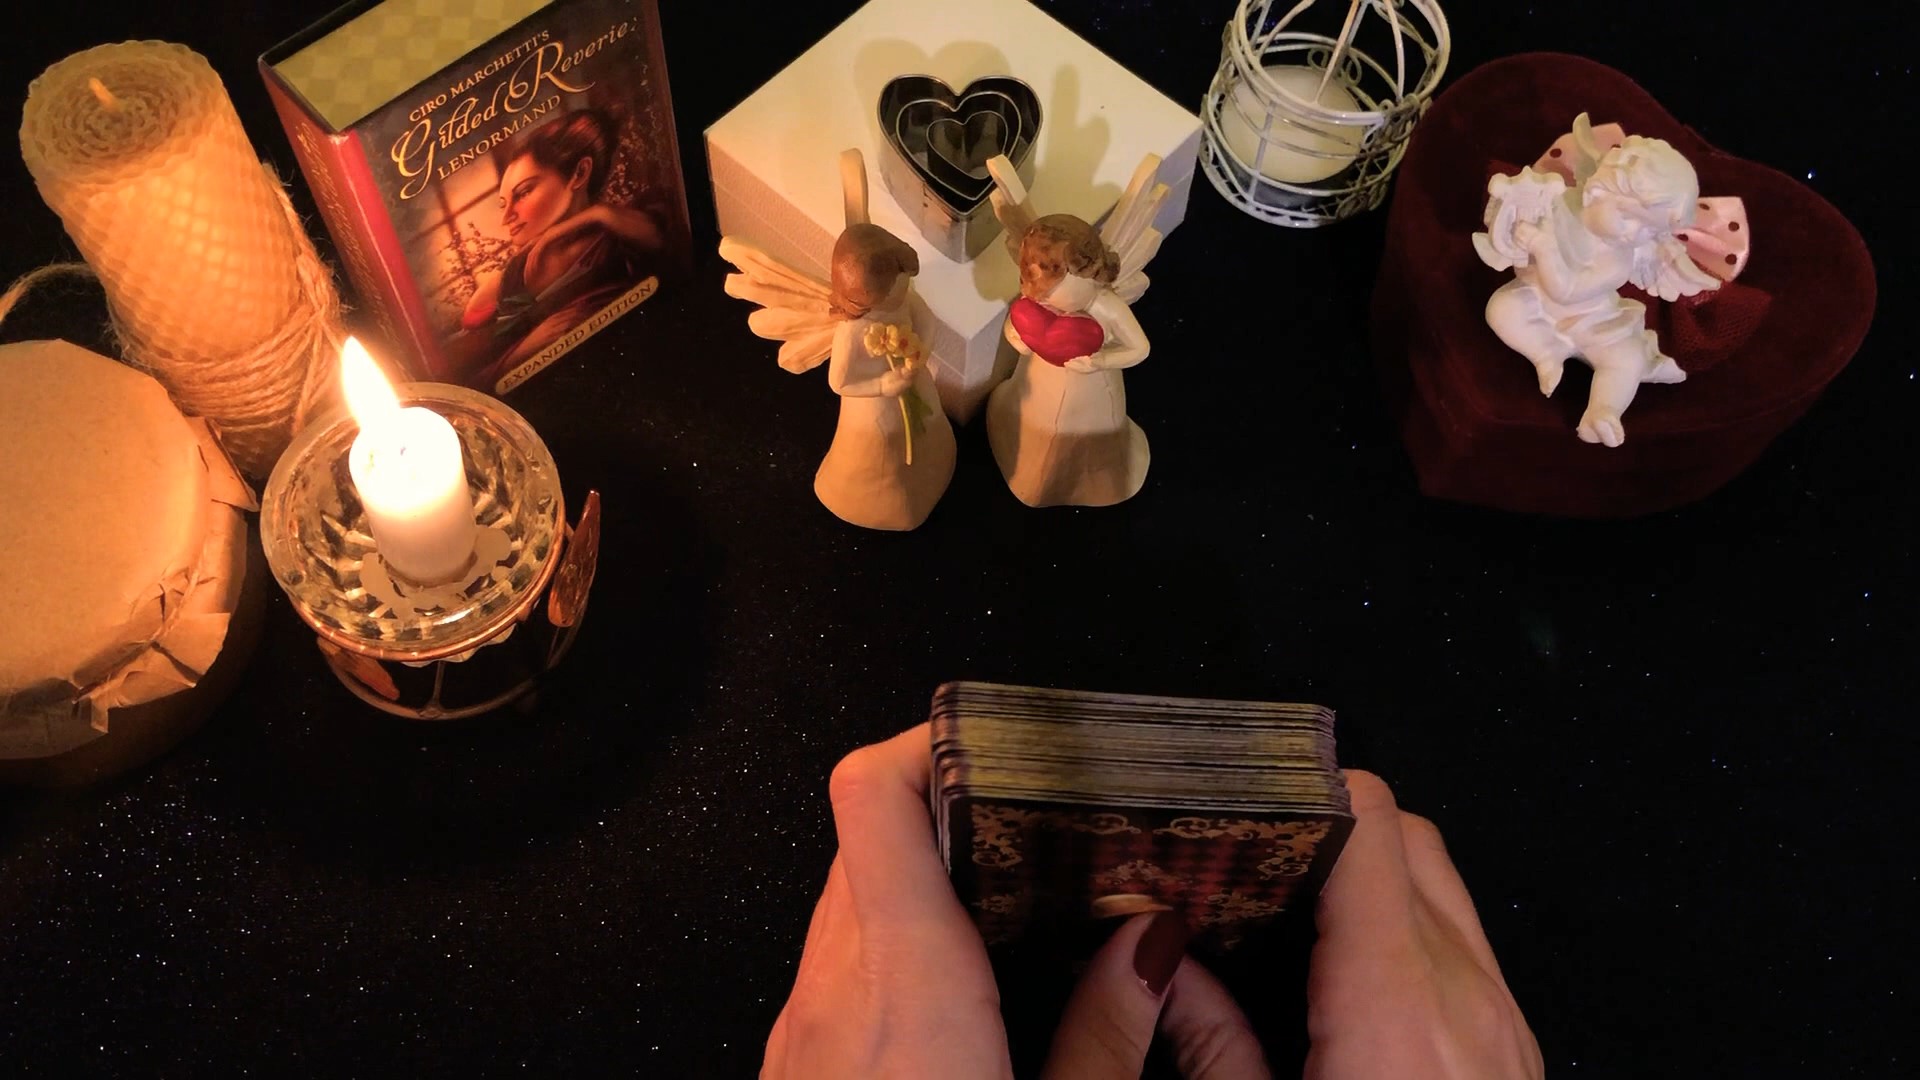 CIRO MARCHETTI'S
Gilded Reverie
LENORMAND
EXPANDED EDITION